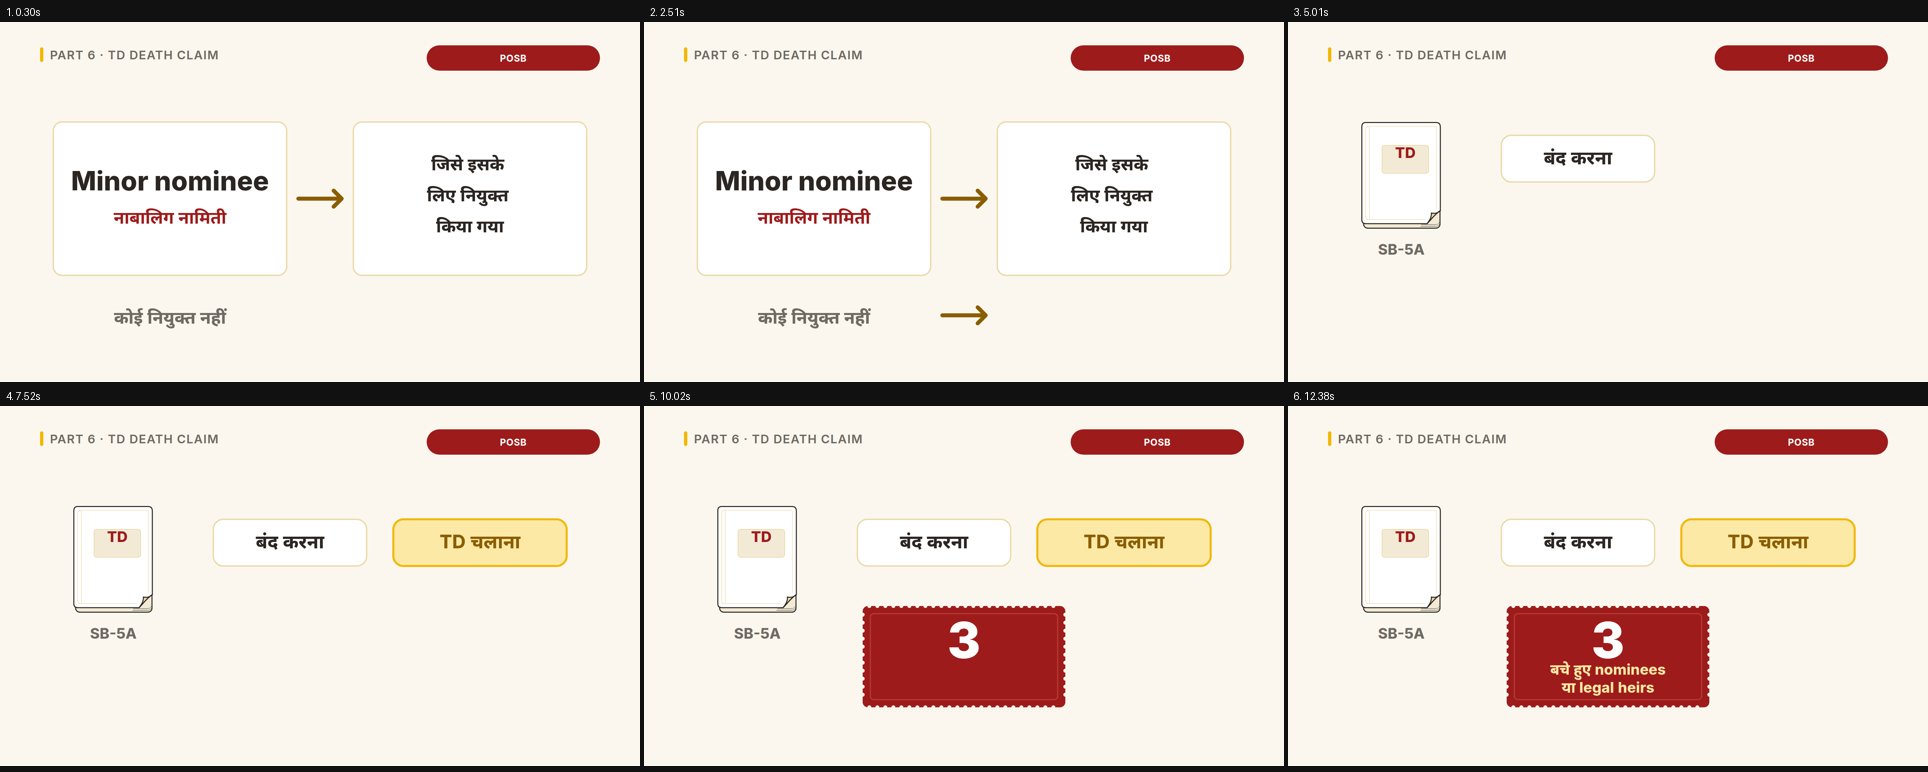 1. 0.30s
PART 6 · TD DEATH CLAIM
POSB
Minor nominee
नाबालिग नामिती
जिसे इसके
लिए नियुक्त
किया गया
कोई नियुक्त नहीं
2. 2.51s
PART 6 · TD DEATH CLAIM
POSB
Minor nominee
नाबालिग नामिती
जिसे इसके
लिए नियुक्त
किया गया
कोई नियुक्त नहीं
3. 5.01s
PART 6 · TD DEATH CLAIM
POSB
TD
बंद करना
SB-5A
4. 7.52s
PART 6 · TD DEATH CLAIM
POSB
TD
बंद करना
TD चलाना
SB-5A
5. 10.02s
PART 6 · TD DEATH CLAIM
POSB
TD
बंद करना
TD चलाना
SB-5A
3
6. 12.38s
PART 6 · TD DEATH CLAIM
POSB
TD
बंद करना
TD चलाना
SB-5A
3
बचे हुए nominees
या legal heirs